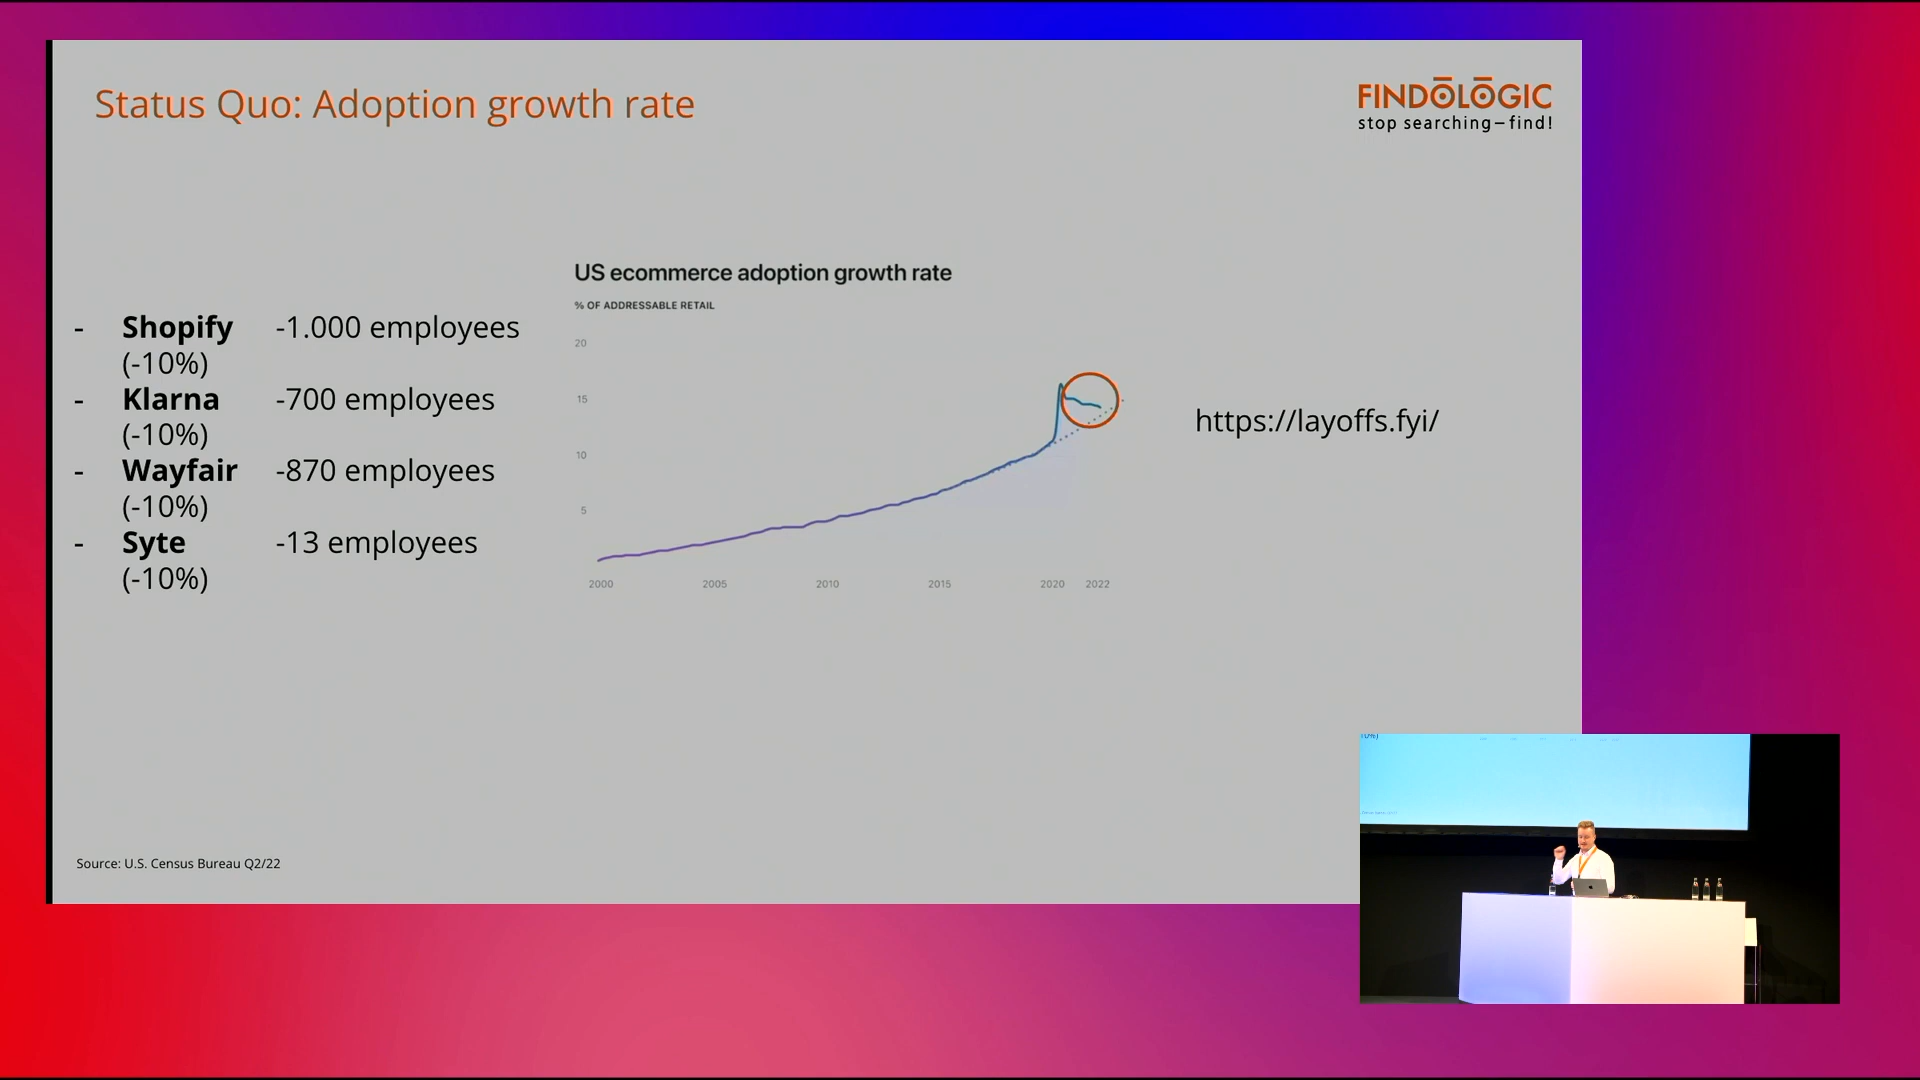 Status Quo: Adoption growth rate
FINDŌLŌGIC
stop searching–find!
- Shopify -1.000 employees
(-10%)
- Klarna -700 employees
(-10%)
- Wayfair -870 employees
(-10%)
- Syte -13 employees
(-10%)
US ecommerce adoption growth rate
% OF ADDRESSABLE RETAIL
20
15
10
5
2000 2005 2010 2015 2020 2022
https://layoffs.fyi/
Source: U.S. Census Bureau Q2/22